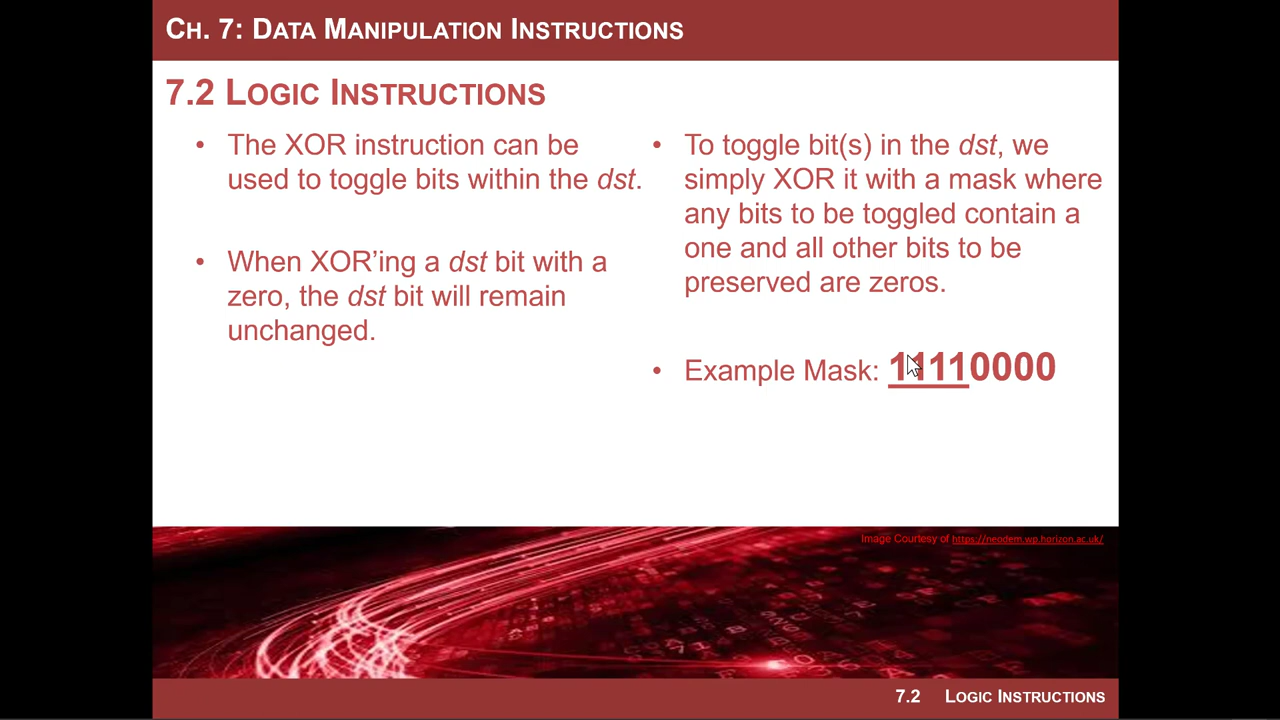 CH. 7: DATA MANIPULATION INSTRUCTIONS
7.2 LOGIC INSTRUCTIONS
• The XOR instruction can be
used to toggle bits within the dst.
• When XOR’ing a dst bit with a
zero, the dst bit will remain
unchanged.
• To toggle bit(s) in the dst, we
simply XOR it with a mask where
any bits to be toggled contain a
one and all other bits to be
preserved are zeros.
• Example Mask: 11110000
Image Courtesy of https://neodem.wp.horizon.ac.uk/
7.2 LOGIC INSTRUCTIONS